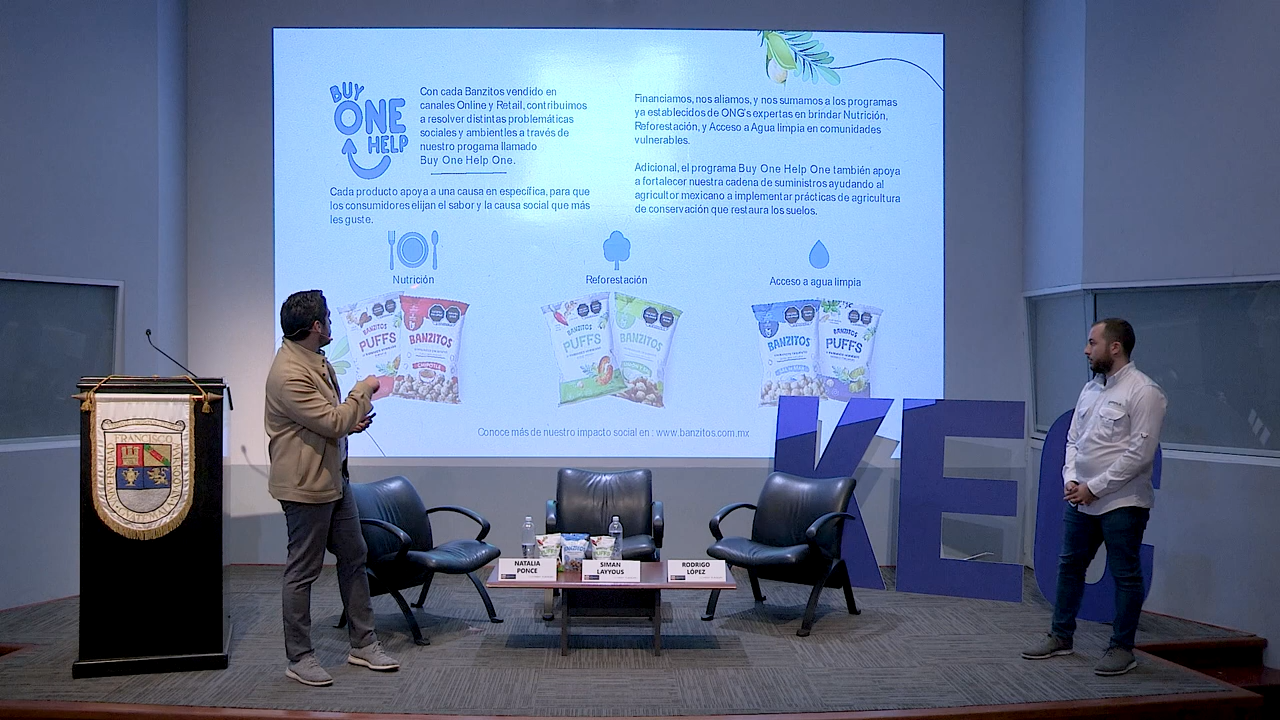 BUY
ONE
HELP
Con cada Banzitos vendido en
canales Online y Retail, contribuimos
a resolver distintas problemáticas
sociales y ambientles a través de
nuestro progama llamado
Buy One Help One.
Cada producto apoya a una causa en específica, para que
los consumidores elijan el sabor y la causa social que más
les guste.
Financiamos, nos aliamos, y nos sumamos a los programas
ya establecidos de ONG's expertas en brindar Nutrición,
Reforestación, y Acceso a Agua limpia en comunidades
vulnerables.
Adicional, el programa Buy One Help One también apoya
a fortalecer nuestra cadena de suministros ayudando al
agricultor mexicano a implementar prácticas de agricultura
de conservación que restaura los suelos.
Nutrición
Reforestación
Acceso a agua limpia
BANZITOS
PUFFS
BANZITOS
CHIPOTLE
BANZITOS
PUFFS
BANZITOS
BANZITOS
BANZITOS
PUFFS
Conoce más de nuestro impacto social en : www.banzitos.com.mx
KEC
FRANCISCO
NATALIA
PONCE
SIMAN
LAYYOUS
RODRIGO
LÓPEZ